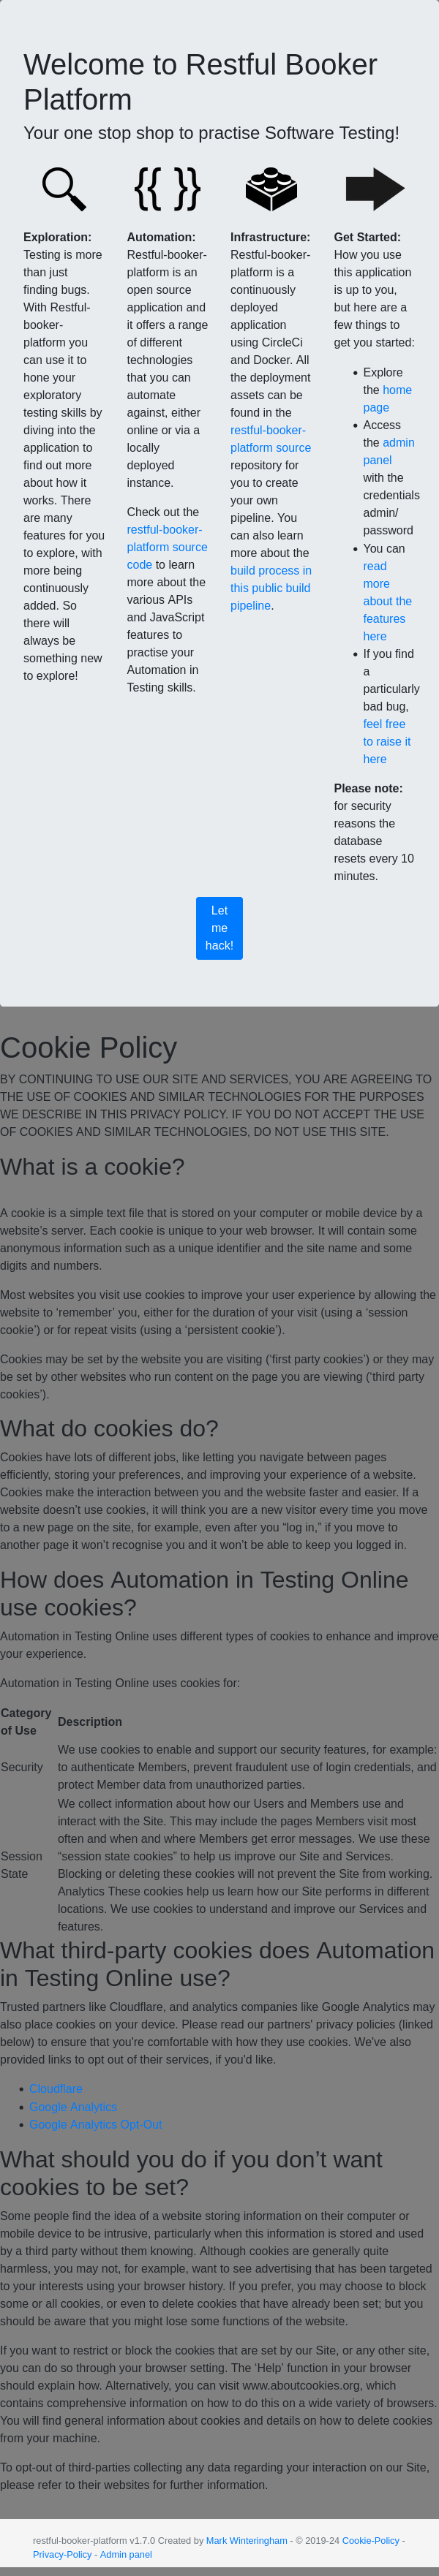 Welcome to Restful Booker
Platform
Your one stop shop to practise Software Testing!
Exploration:
Testing is more
than just
finding bugs.
With Restful-
booker-
platform you
can use it to
hone your
exploratory
testing skills by
diving into the
application to
find out more
about how it
works. There
are many
features for you
to explore, with
more being
continuously
added. So
there will
always be
something new
to explore!
Automation:
Restful-booker-
platform is an
open source
application and
it offers a range
of different
technologies
that you can
automate
against, either
online or via a
locally
deployed
instance.
Check out the
restful-booker-
platform source
code to learn
more about the
various APIs
and JavaScript
features to
practise your
Automation in
Testing skills.
Infrastructure:
Restful-booker-
platform is a
continuously
deployed
application
using CircleCi
and Docker. All
the deployment
assets can be
found in the
restful-booker-
platform source
repository for
you to create
your own
pipeline. You
can also learn
more about the
build process in
this public build
pipeline.
Get Started:
How you use
this application
is up to you,
but here are a
few things to
get you started:
Explore
the home
page
Access
the admin
panel
with the
credentials
admin/
password
You can
read
more
about the
features
here
If you find
a
particularly
bad bug,
feel free
to raise it
here
Please note:
for security
reasons the
database
resets every 10
minutes.
Let
me
hack!
Cookie Policy
BY CONTINUING TO USE OUR SITE AND SERVICES, YOU ARE AGREEING TO
THE USE OF COOKIES AND SIMILAR TECHNOLOGIES FOR THE PURPOSES
WE DESCRIBE IN THIS PRIVACY POLICY. IF YOU DO NOT ACCEPT THE USE
OF COOKIES AND SIMILAR TECHNOLOGIES, DO NOT USE THIS SITE.
What is a cookie?
A cookie is a simple text file that is stored on your computer or mobile device by a
website’s server. Each cookie is unique to your web browser. It will contain some
anonymous information such as a unique identifier and the site name and some
digits and numbers.
Most websites you visit use cookies to improve your user experience by allowing the
website to ‘remember’ you, either for the duration of your visit (using a ‘session
cookie’) or for repeat visits (using a ‘persistent cookie’).
Cookies may be set by the website you are visiting (‘first party cookies’) or they may
be set by other websites who run content on the page you are viewing (‘third party
cookies’).
What do cookies do?
Cookies have lots of different jobs, like letting you navigate between pages
efficiently, storing your preferences, and improving your experience of a website.
Cookies make the interaction between you and the website faster and easier. If a
website doesn’t use cookies, it will think you are a new visitor every time you move
to a new page on the site, for example, even after you “log in,” if you move to
another page it won’t recognise you and it won’t be able to keep you logged in.
How does Automation in Testing Online
use cookies?
Automation in Testing Online uses different types of cookies to enhance and improve
your experience.
Automation in Testing Online uses cookies for:
Category
of Use
Description
Security
We use cookies to enable and support our security features, for example:
to authenticate Members, prevent fraudulent use of login credentials, and
protect Member data from unauthorized parties.
Session
State
We collect information about how our Users and Members use and
interact with the Site. This may include the pages Members visit most
often and when and where Members get error messages. We use these
“session state cookies” to help us improve our Site and Services.
Blocking or deleting these cookies will not prevent the Site from working.
Analytics These cookies help us learn how our Site performs in different
locations. We use cookies to understand and improve our Services and
features.
What third-party cookies does Automation
in Testing Online use?
Trusted partners like Cloudflare, and analytics companies like Google Analytics may
also place cookies on your device. Please read our partners' privacy policies (linked
below) to ensure that you're comfortable with how they use cookies. We've also
provided links to opt out of their services, if you'd like.
Cloudflare
Google Analytics
Google Analytics Opt-Out
What should you do if you don’t want
cookies to be set?
Some people find the idea of a website storing information on their computer or
mobile device to be intrusive, particularly when this information is stored and used
by a third party without them knowing. Although cookies are generally quite
harmless, you may not, for example, want to see advertising that has been targeted
to your interests using your browser history. If you prefer, you may choose to block
some or all cookies, or even to delete cookies that have already been set; but you
should be aware that you might lose some functions of the website.
If you want to restrict or block the cookies that are set by our Site, or any other site,
you can do so through your browser setting. The ‘Help’ function in your browser
should explain how. Alternatively, you can visit www.aboutcookies.org, which
contains comprehensive information on how to do this on a wide variety of browsers.
You will find general information about cookies and details on how to delete cookies
from your machine.
To opt-out of third-parties collecting any data regarding your interaction on our Site,
please refer to their websites for further information.
restful-booker-platform v1.7.0 Created by Mark Winteringham - © 2019-24 Cookie-Policy -
Privacy-Policy - Admin panel